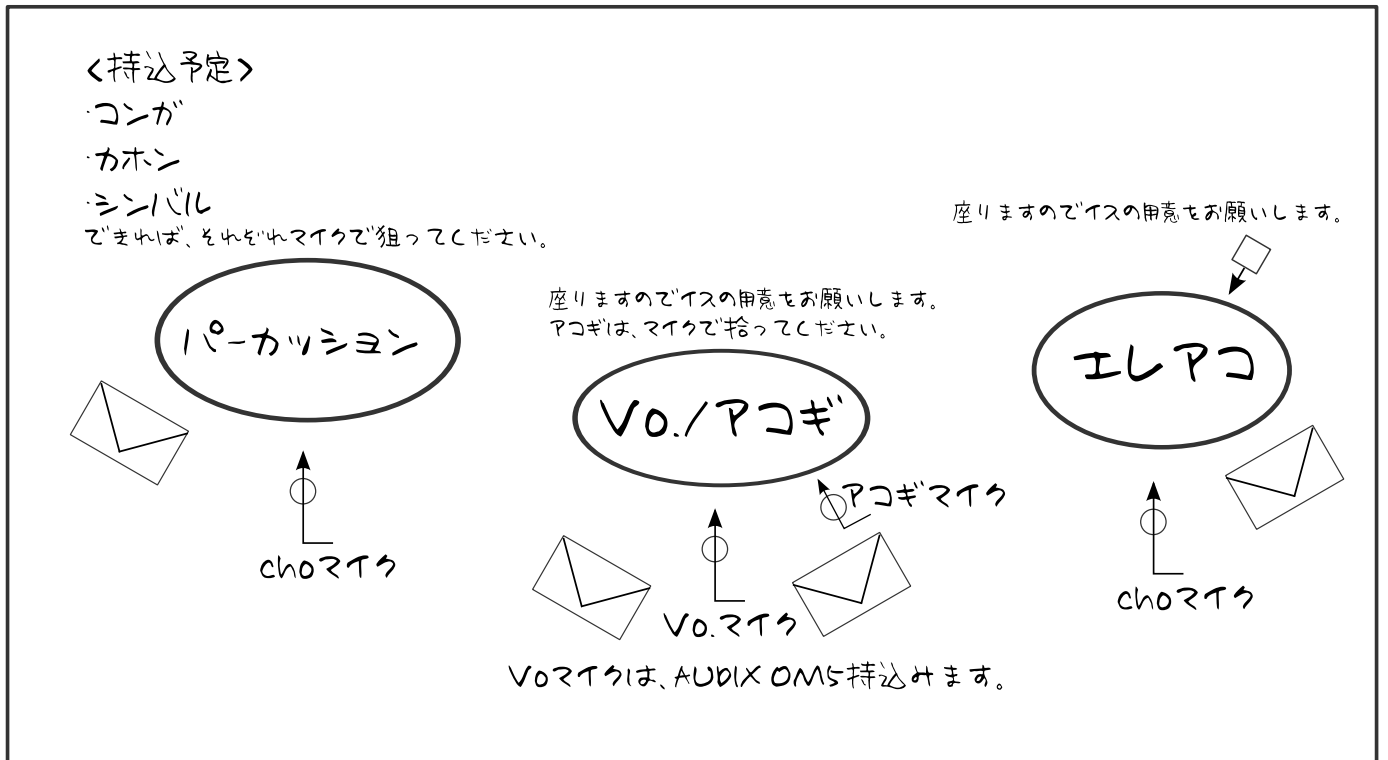 <持込予定>
・コンガ
・カホン
・シンバル
できれば、それぞれマイクで狙ってください。
パーカッション
choマイク
座りますのでイスの用意をお願いします。
アコギは、マイクで拾ってください。
Vo./アコギ
アコギマイク
Vo.マイク
Voマイクは、AUDIX OM5持込みます。
座りますのでイスの用意をお願いします。
エレアコ
choマイク